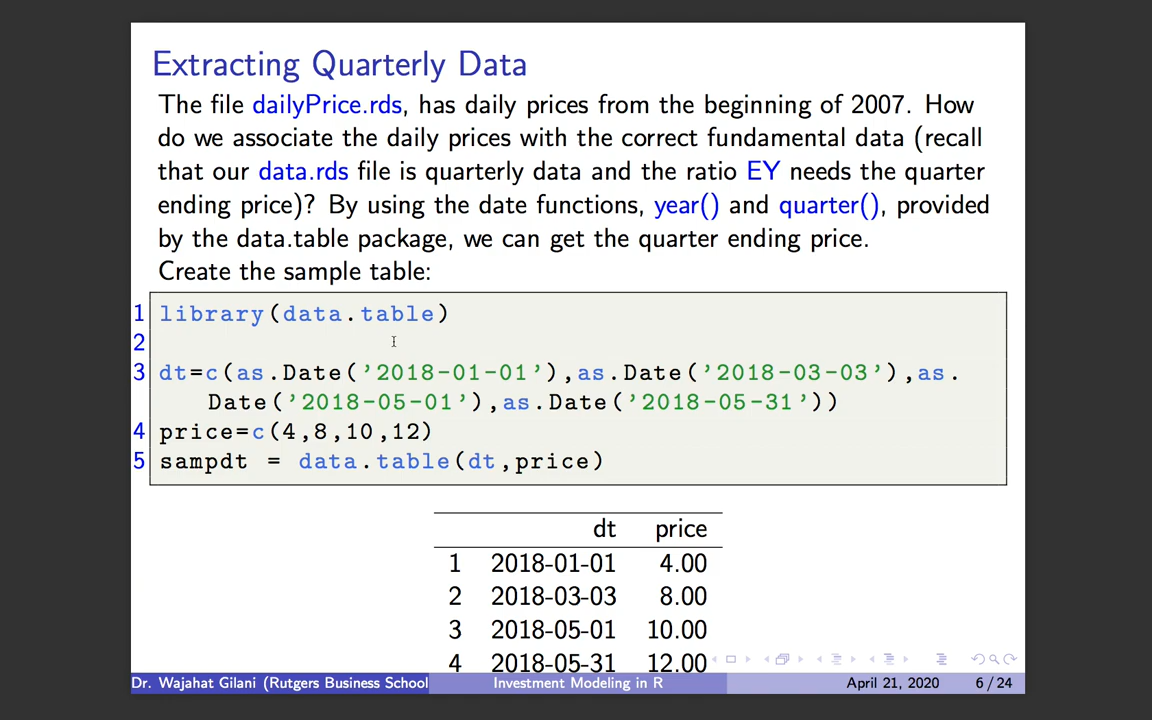 Extracting Quarterly Data
The file dailyPrice.rds, has daily prices from the beginning of 2007. How
do we associate the daily prices with the correct fundamental data (recall
that our data.rds file is quarterly data and the ratio EY needs the quarter
ending price)? By using the date functions, year() and quarter(), provided
by the data.table package, we can get the quarter ending price.
Create the sample table:
1 library(data.table)
2
3 dt=c(as.Date('2018-01-01'),as.Date('2018-03-03'),as.
Date('2018-05-01'),as.Date('2018-05-31'))
4 price=c(4,8,10,12)
5 sampdt = data.table(dt,price)
dt price
1 2018-01-01 4.00
2 2018-03-03 8.00
3 2018-05-01 10.00
4 2018-05-31 12.00
Dr. Wajahat Gilani (Rutgers Business School Investment Modeling in R April 21, 2020 6 / 24